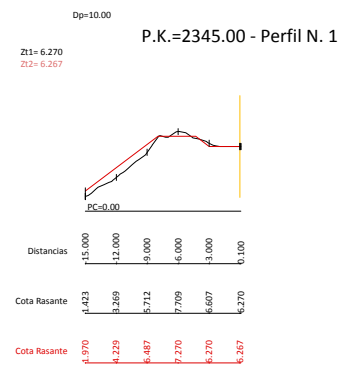 Dp=10.00
P.K.=2345.00 - Perfil N. 1
Zt1= 6.270
Zt2= 6.267
PC=0.00
Distancias -15.000 -12.000 -9.000 -6.000 -3.000 0.100
Cota Rasante 1.423 3.269 5.712 7.709 6.607 6.270
Cota Rasante 1.970 4.229 6.487 7.270 6.270 6.267